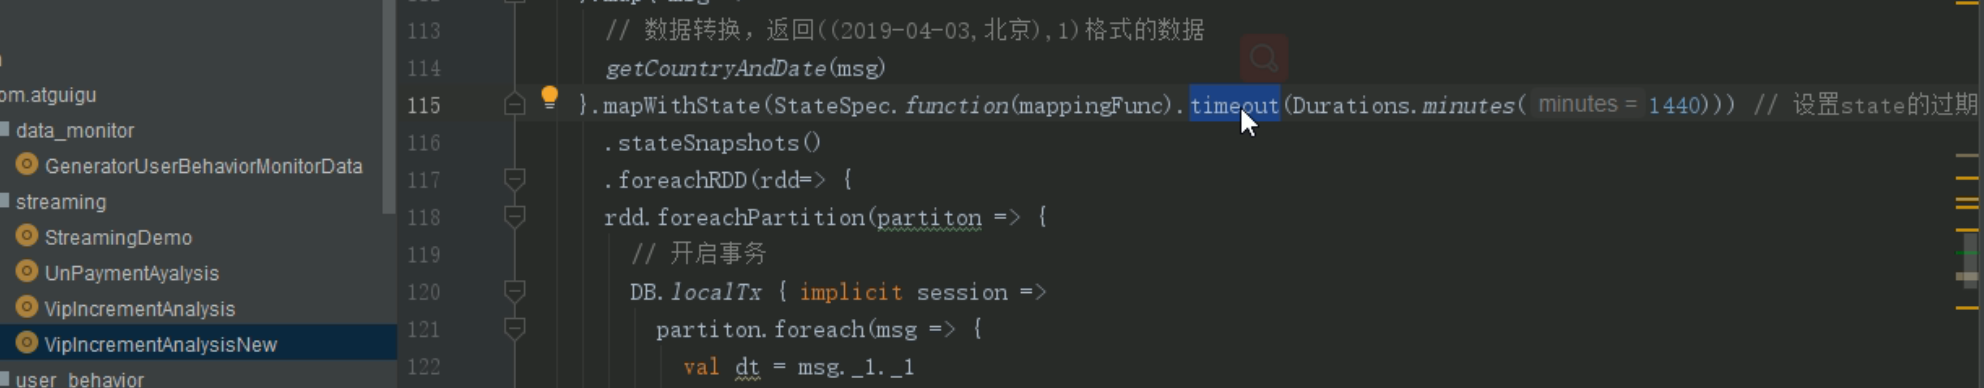 113 // 数据转换，返回((2019-04-03,北京),1)格式的数据
114 getCountryAndDate(msg)
om.atguigu
115 }.mapWithState(StateSpec.function(mappingFunc).timeout(Durations.minutes( minutes = 1440))) // 设置state的过期
data_monitor
116 .stateSnapshots()
GeneratorUserBehaviorMonitorData
117 .foreachRDD(rdd=> {
streaming
118 rdd.foreachPartition(partiton => {
StreamingDemo
119 // 开启事务
UnPaymentAyalysis
120 DB.localTx { implicit session =>
VipIncrementAnalysis
121 partiton.foreach(msg => {
VipIncrementAnalysisNew
122 val dt = msg._1._1
user_behavior